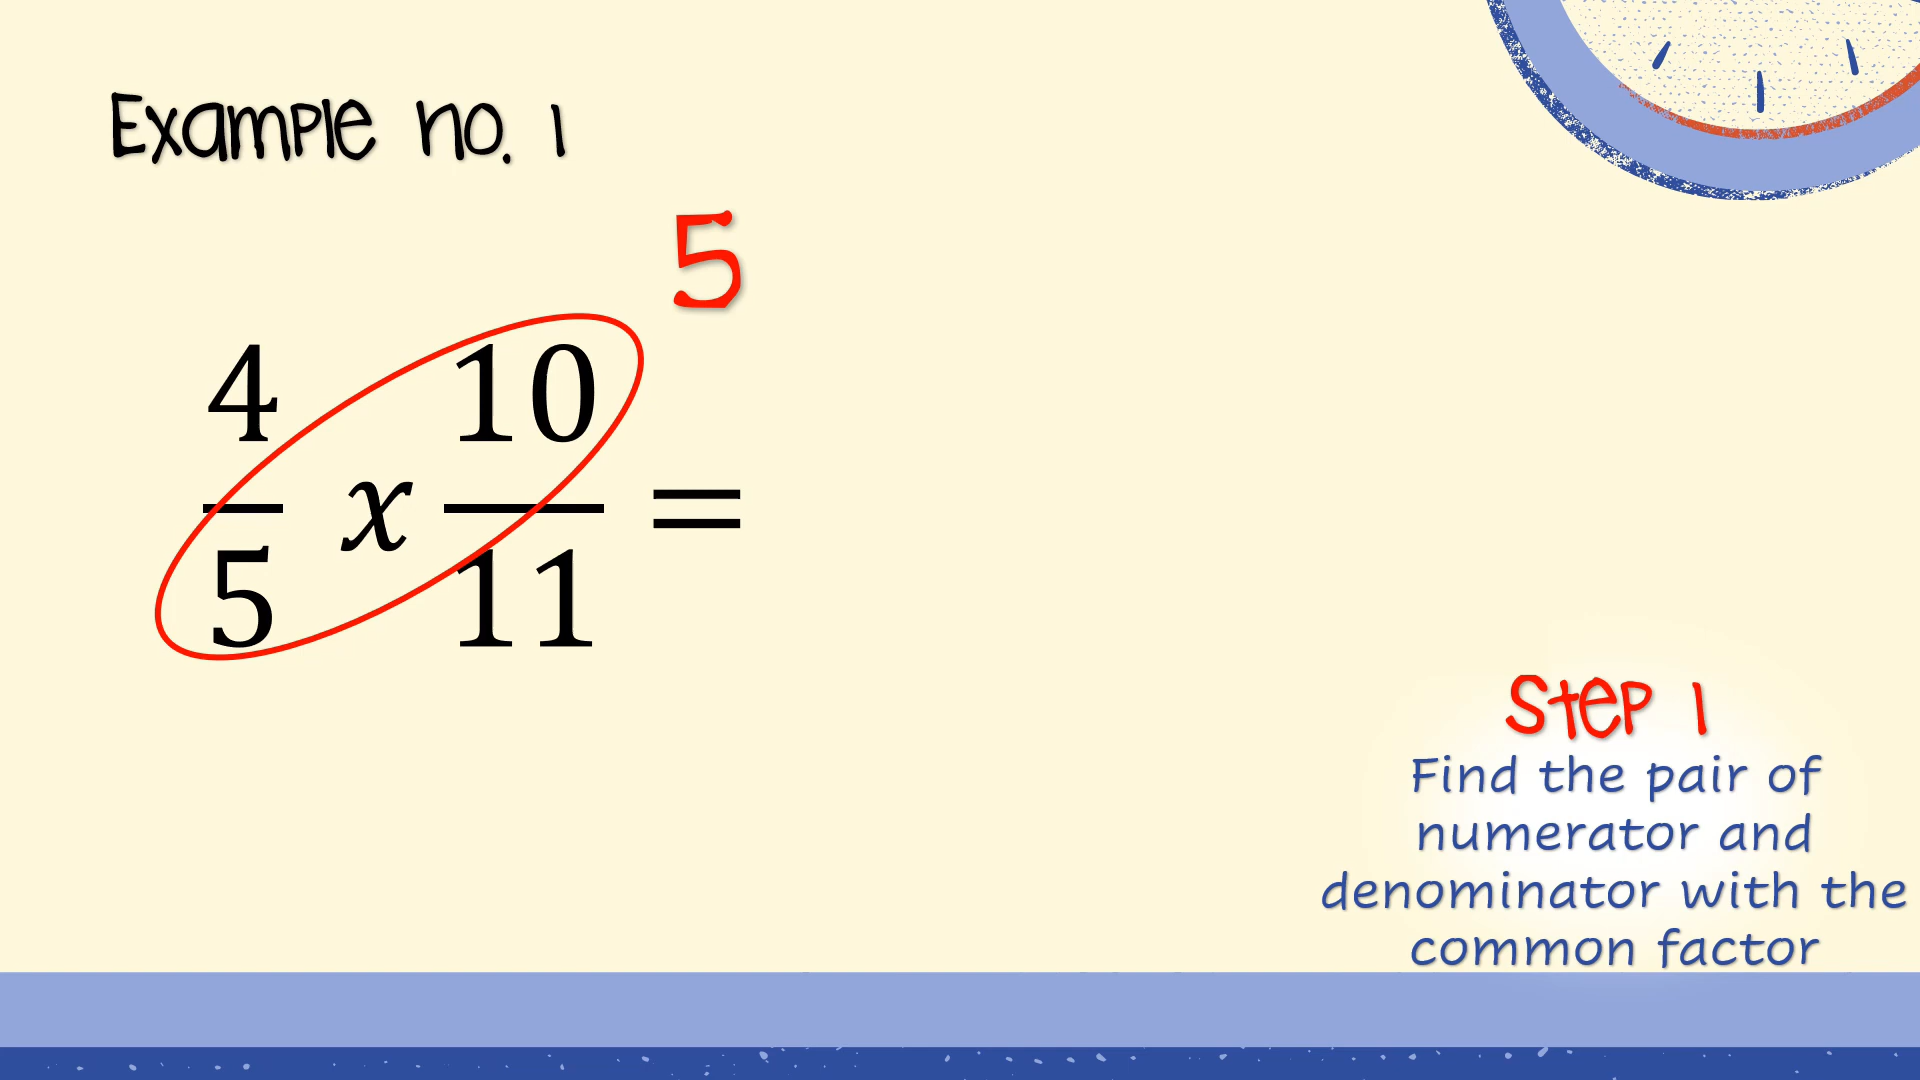 Example no. 1
5
4/5 x 10/11 =
Step 1
Find the pair of
numerator and
denominator with the
common factor